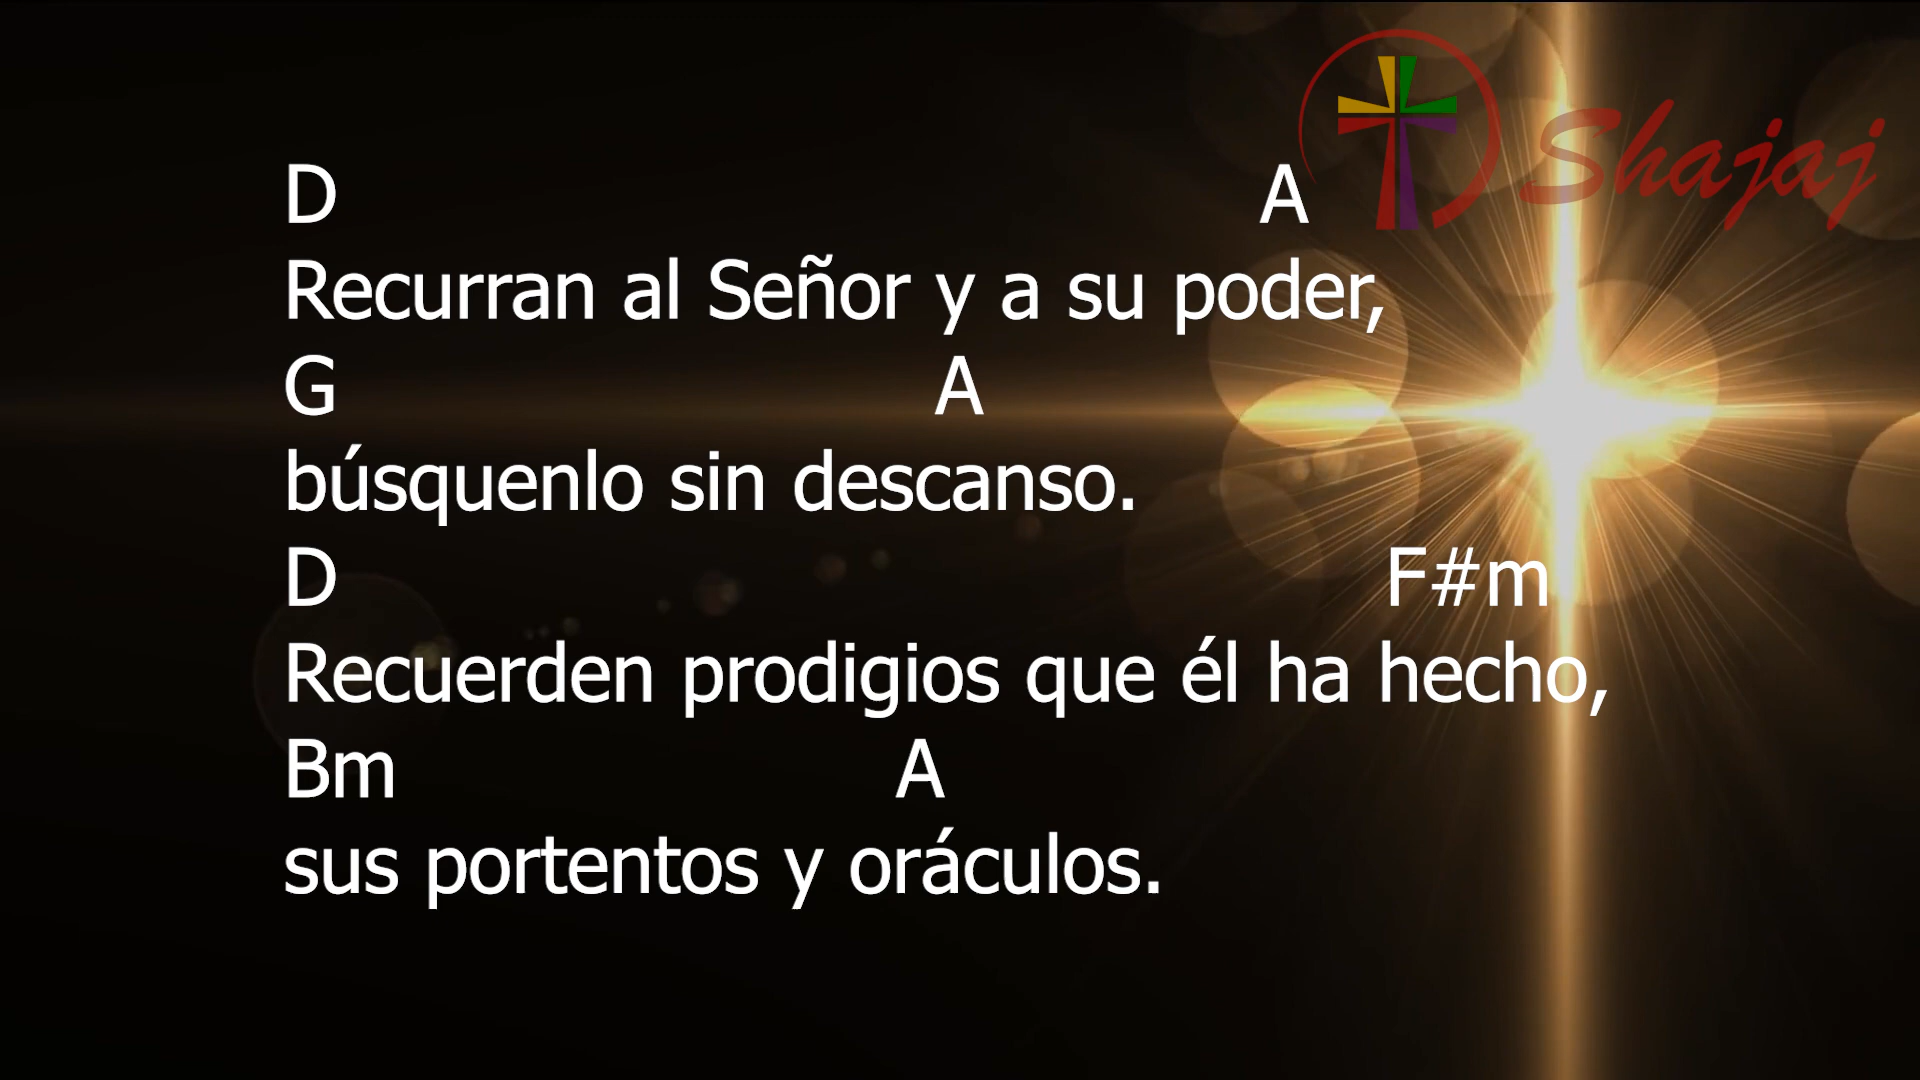 Shajaj
D A
Recurran al Señor y a su poder,
G A
búsquenlo sin descanso.
D F#m
Recuerden prodigios que él ha hecho,
Bm A
sus portentos y oráculos.